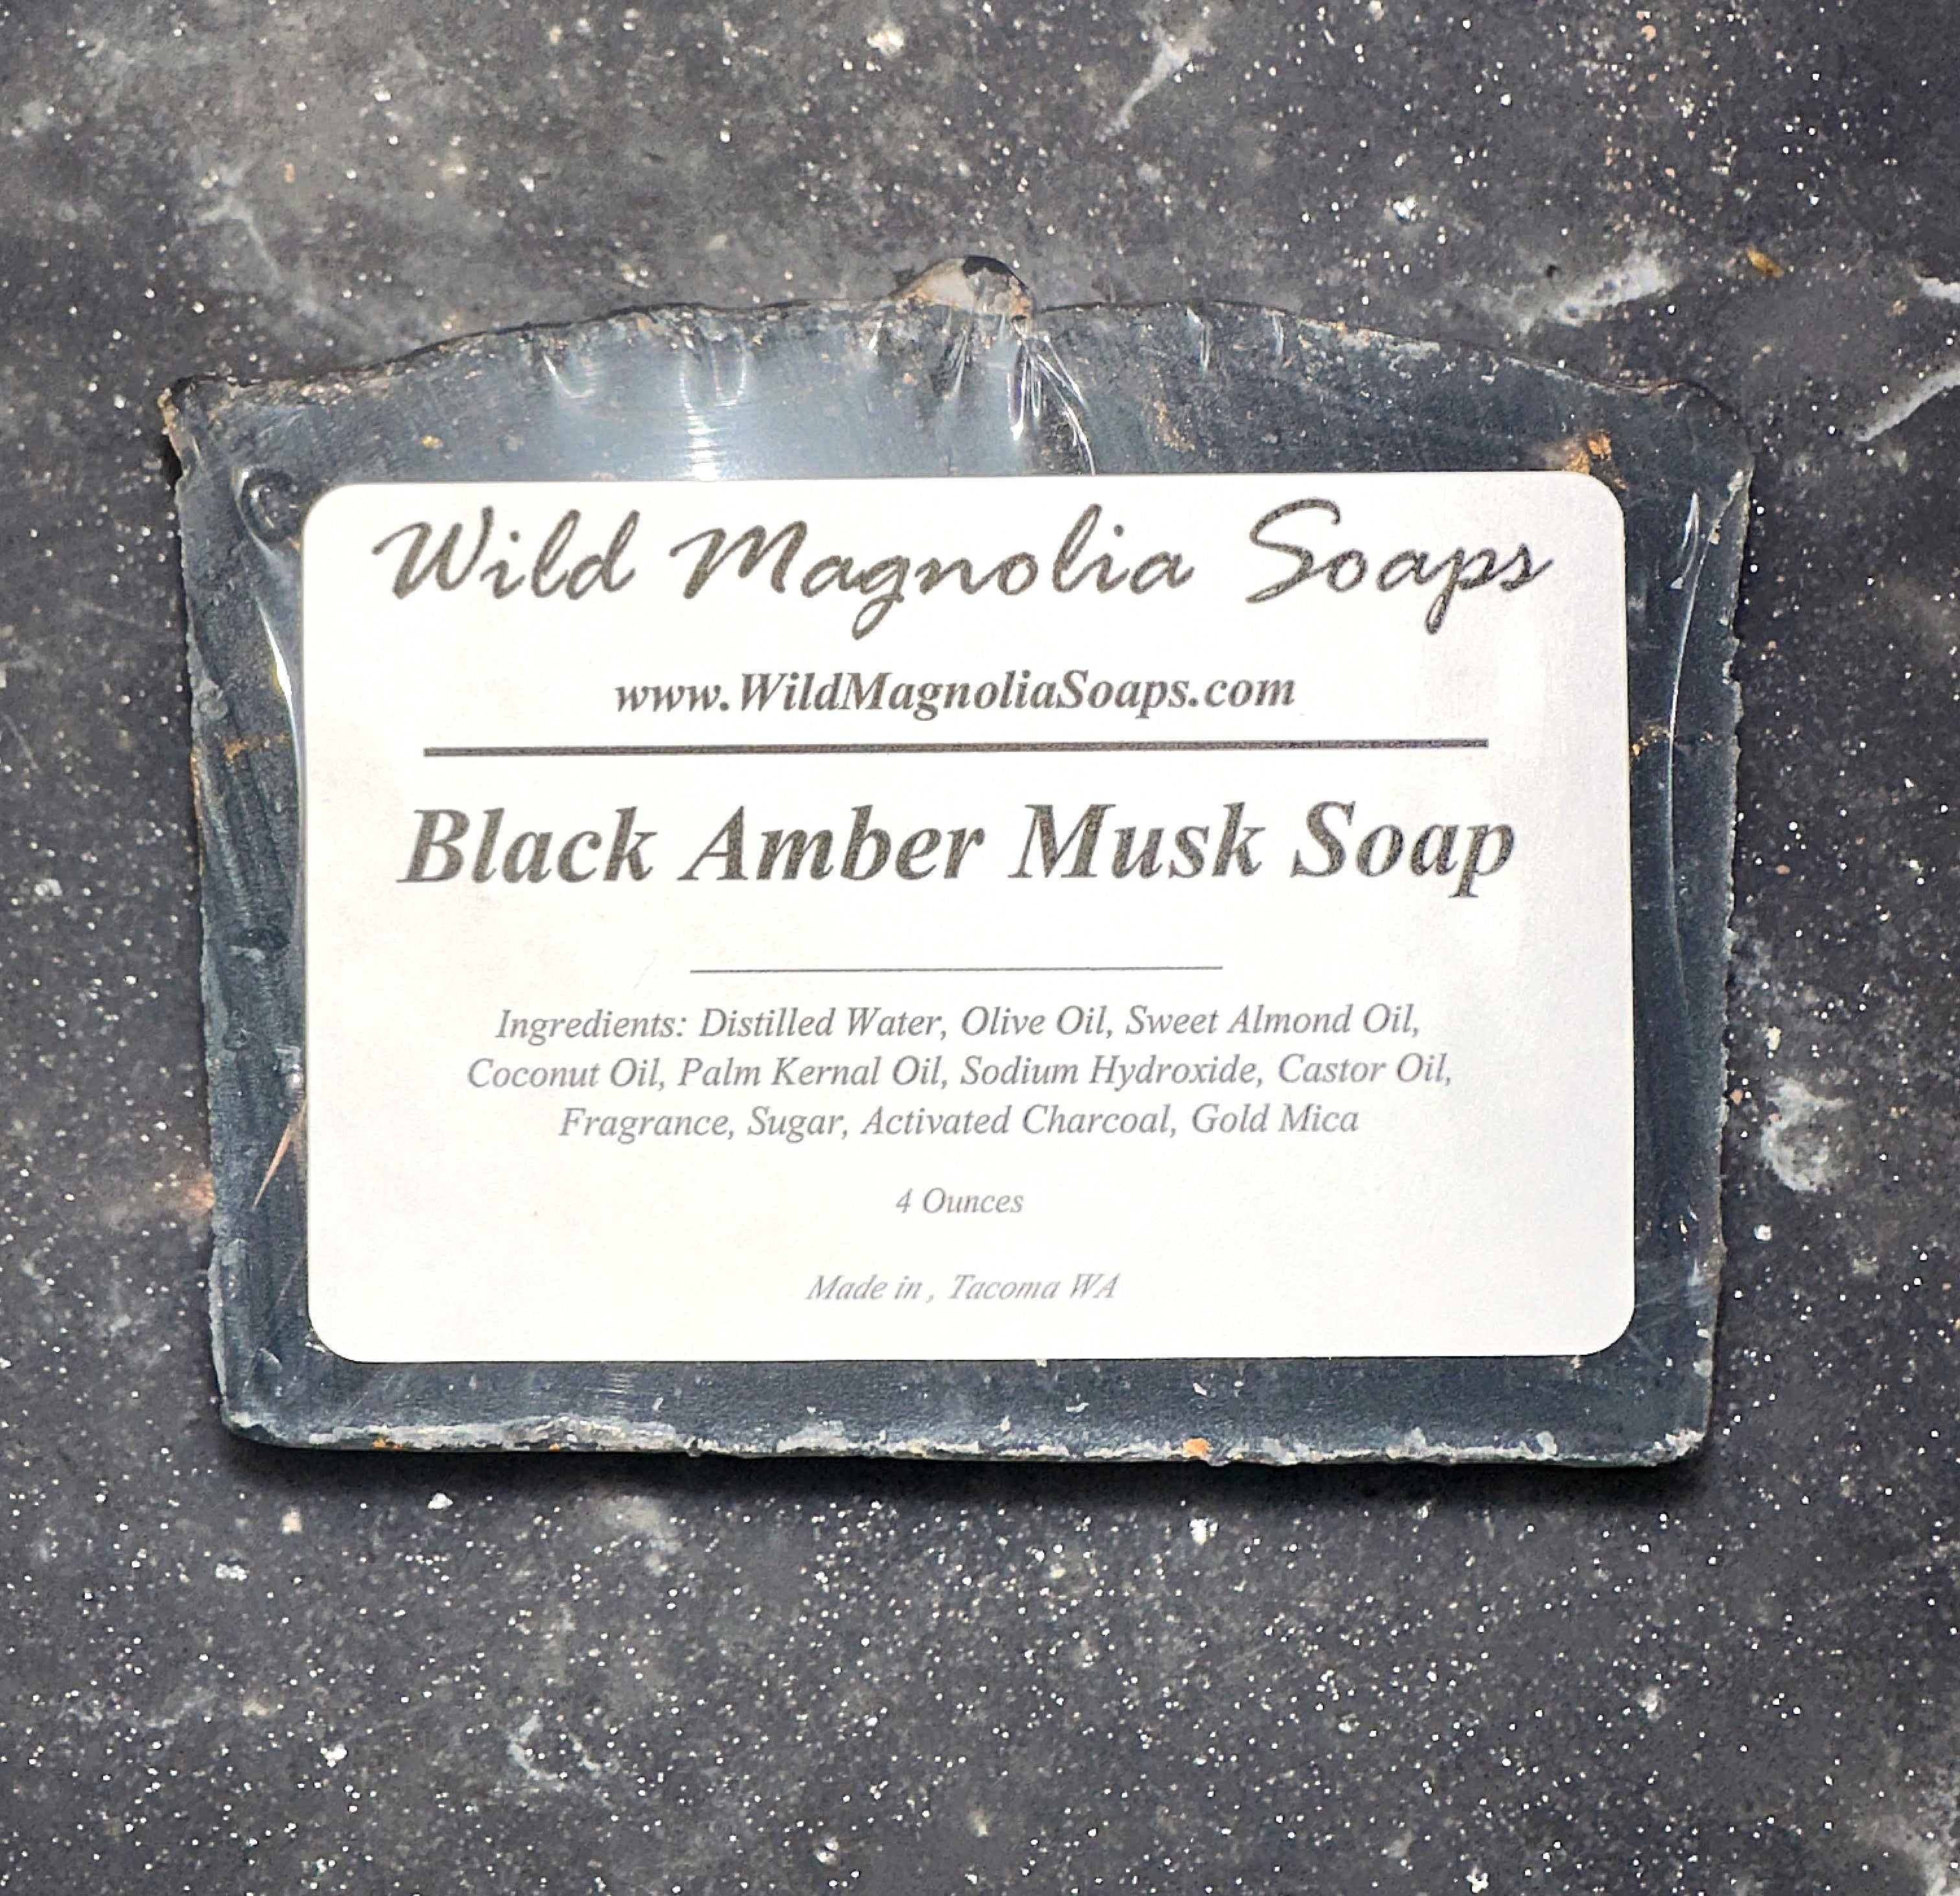 Wild Magnolia Soaps
www.WildMagnoliaSoaps.com
Black Amber Musk Soap
Ingredients: Distilled Water, Olive Oil, Sweet Almond Oil,
Coconut Oil, Palm Kernal Oil, Sodium Hydroxide, Castor Oil,
Fragrance, Sugar, Activated Charcoal, Gold Mica
4 Ounces
Made in , Tacoma WA